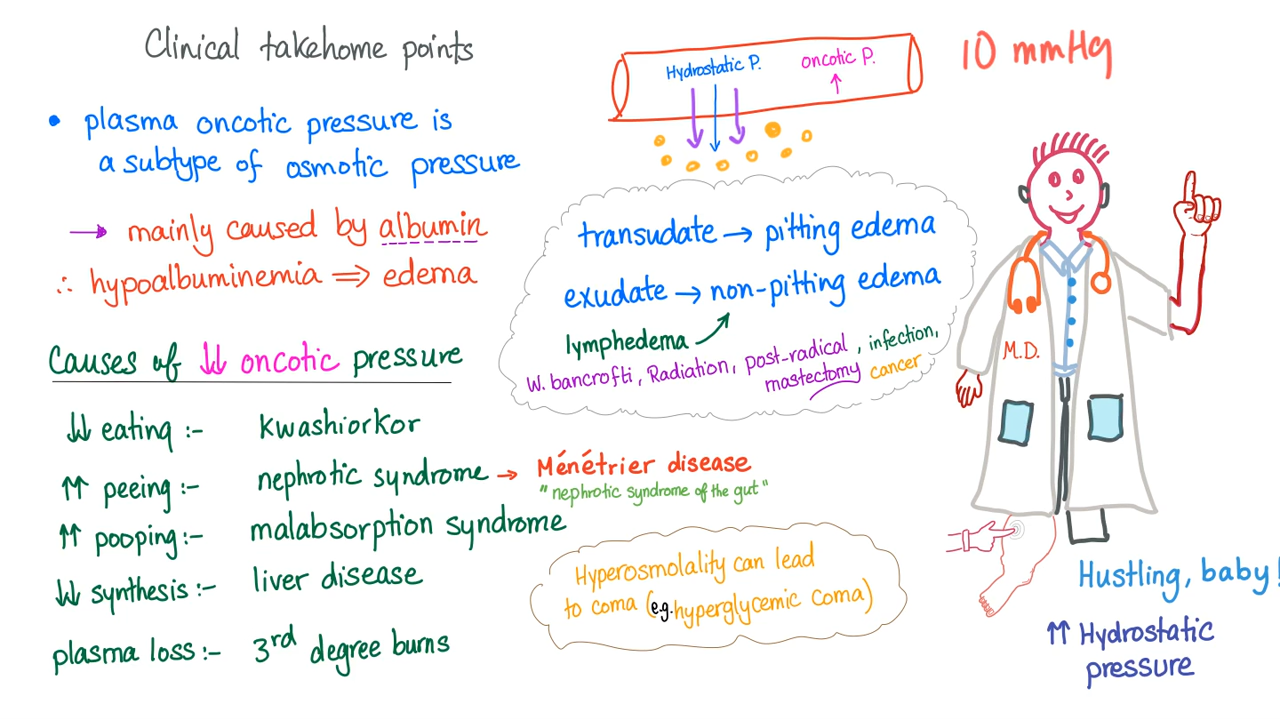 Clinical takehome points
• plasma oncotic pressure is
a subtype of osmotic pressure
→ mainly caused by albumin
∴ hypoalbuminemia ⇒ edema
Causes of ↓↓ oncotic pressure
↓↓ eating :- Kwashiorkor
↑↑ peeing :- nephrotic syndrome → Ménétrier disease
"nephrotic syndrome of the gut"
↑↑ pooping :- malabsorption syndrome
↓↓ synthesis :- liver disease
plasma loss :- 3rd degree burns
Hydrostatic P. oncotic P.
↑
10 mmHg
transudate → pitting edema
exudate → non-pitting edema
lymphedema
W. bancrofti, Radiation, post-radical mastectomy, infection, cancer
Hyperosmolality can lead
to coma (e.g. hyperglycemic coma)
M.D.
Hustling, baby!
↑↑ Hydrostatic
pressure